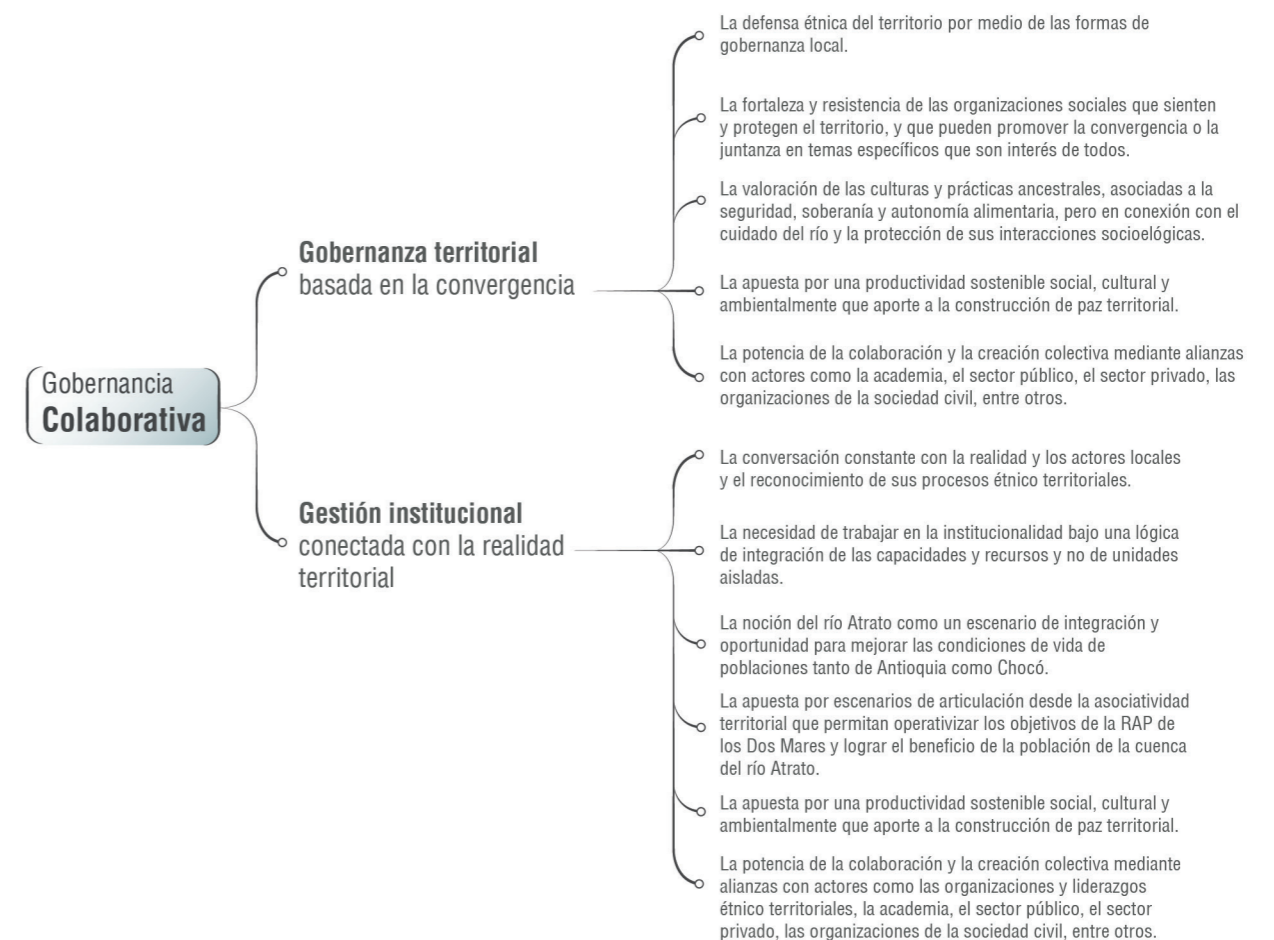 Gobernancia
Colaborativa
Gobernanza territorial
basada en la convergencia
La defensa étnica del territorio por medio de las formas de
gobernanza local.
La fortaleza y resistencia de las organizaciones sociales que sienten
y protegen el territorio, y que pueden promover la convergencia o la
juntanza en temas específicos que son interés de todos.
La valoración de las culturas y prácticas ancestrales, asociadas a la
seguridad, soberanía y autonomía alimentaria, pero en conexión con el
cuidado del río y la protección de sus interacciones socioelógicas.
La apuesta por una productividad sostenible social, cultural y
ambientalmente que aporte a la construcción de paz territorial.
La potencia de la colaboración y la creación colectiva mediante alianzas
con actores como la academia, el sector público, el sector privado, las
organizaciones de la sociedad civil, entre otros.
Gestión institucional
conectada con la realidad
territorial
La conversación constante con la realidad y los actores locales
y el reconocimiento de sus procesos étnico territoriales.
La necesidad de trabajar en la institucionalidad bajo una lógica
de integración de las capacidades y recursos y no de unidades
aisladas.
La noción del río Atrato como un escenario de integración y
oportunidad para mejorar las condiciones de vida de
poblaciones tanto de Antioquia como Chocó.
La apuesta por escenarios de articulación desde la asociatividad
territorial que permitan operativizar los objetivos de la RAP de
los Dos Mares y lograr el beneficio de la población de la cuenca
del río Atrato.
La apuesta por una productividad sostenible social, cultural y
ambientalmente que aporte a la construcción de paz territorial.
La potencia de la colaboración y la creación colectiva mediante
alianzas con actores como las organizaciones y liderazgos
étnico territoriales, la academia, el sector público, el sector
privado, las organizaciones de la sociedad civil, entre otros.